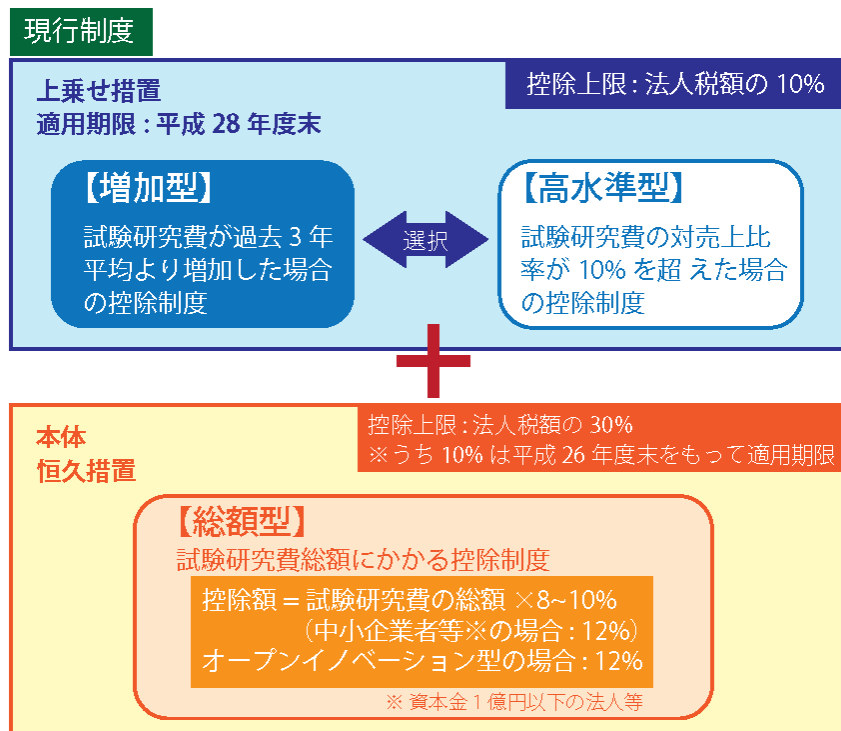 現行制度
上乗せ措置
適用期限:平成 28 年度末
控除上限:法人税額の 10%
【増加型】
試験研究費が過去 3 年
平均より増加した場合
の控除制度
選択
【高水準型】
試験研究費の対売上比
率が 10% を超 えた場合
の控除制度
本体
恒久措置
控除上限:法人税額の 30%
※うち 10% は平成 26 年度末をもって適用期限
【総額型】
試験研究費総額にかかる控除制度
控除額 = 試験研究費の総額 ×8~10%
(中小企業者等※の場合:12%)
オープンイノベーション型の場合:12%
※ 資本金 1 億円以下の法人等